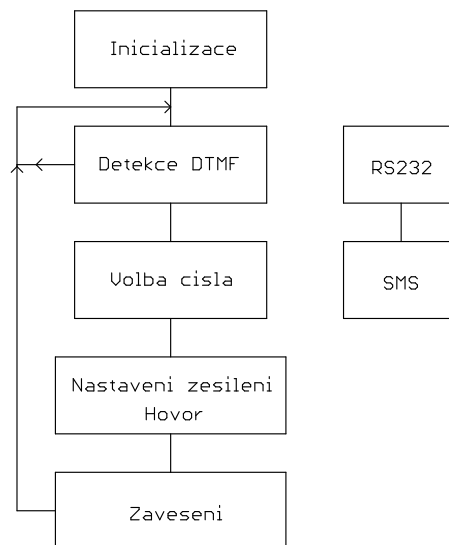 Inicializace
Detekce DTMF
RS232
Volba cisla
SMS
Nastaveni zesileni
Hovor
Zaveseni